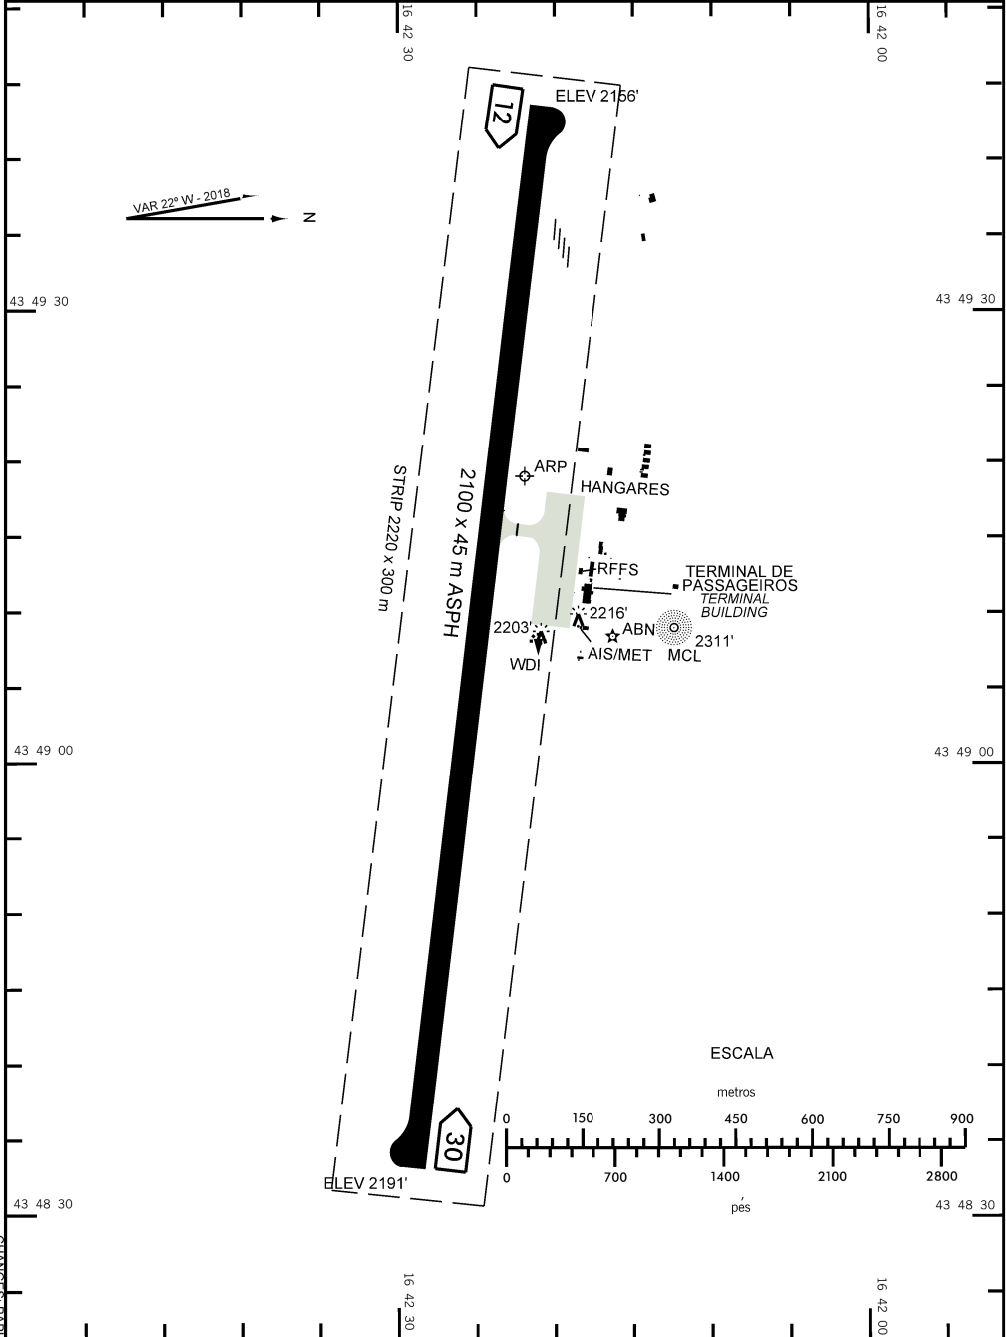 16 42 30
16 42 00
12
ELEV 2156'
VAR 22° W - 2018
N
43 49 30
43 49 30
ARP
HANGARES
STRIP 2220 x 300 m
2100 x 45 m ASPH
RFFS
TERMINAL DE
PASSAGEIROS
TERMINAL
BUILDING
2216'
2203'
ABN
2311'
WDI
AIS/MET
MCL
43 49 00
43 49 00
ESCALA
metros
0 150 300 450 600 750 900
0 700 1400 2100 2800
pés
30
ELEV 2191'
43 48 30
43 48 30
16 42 30
16 42 00